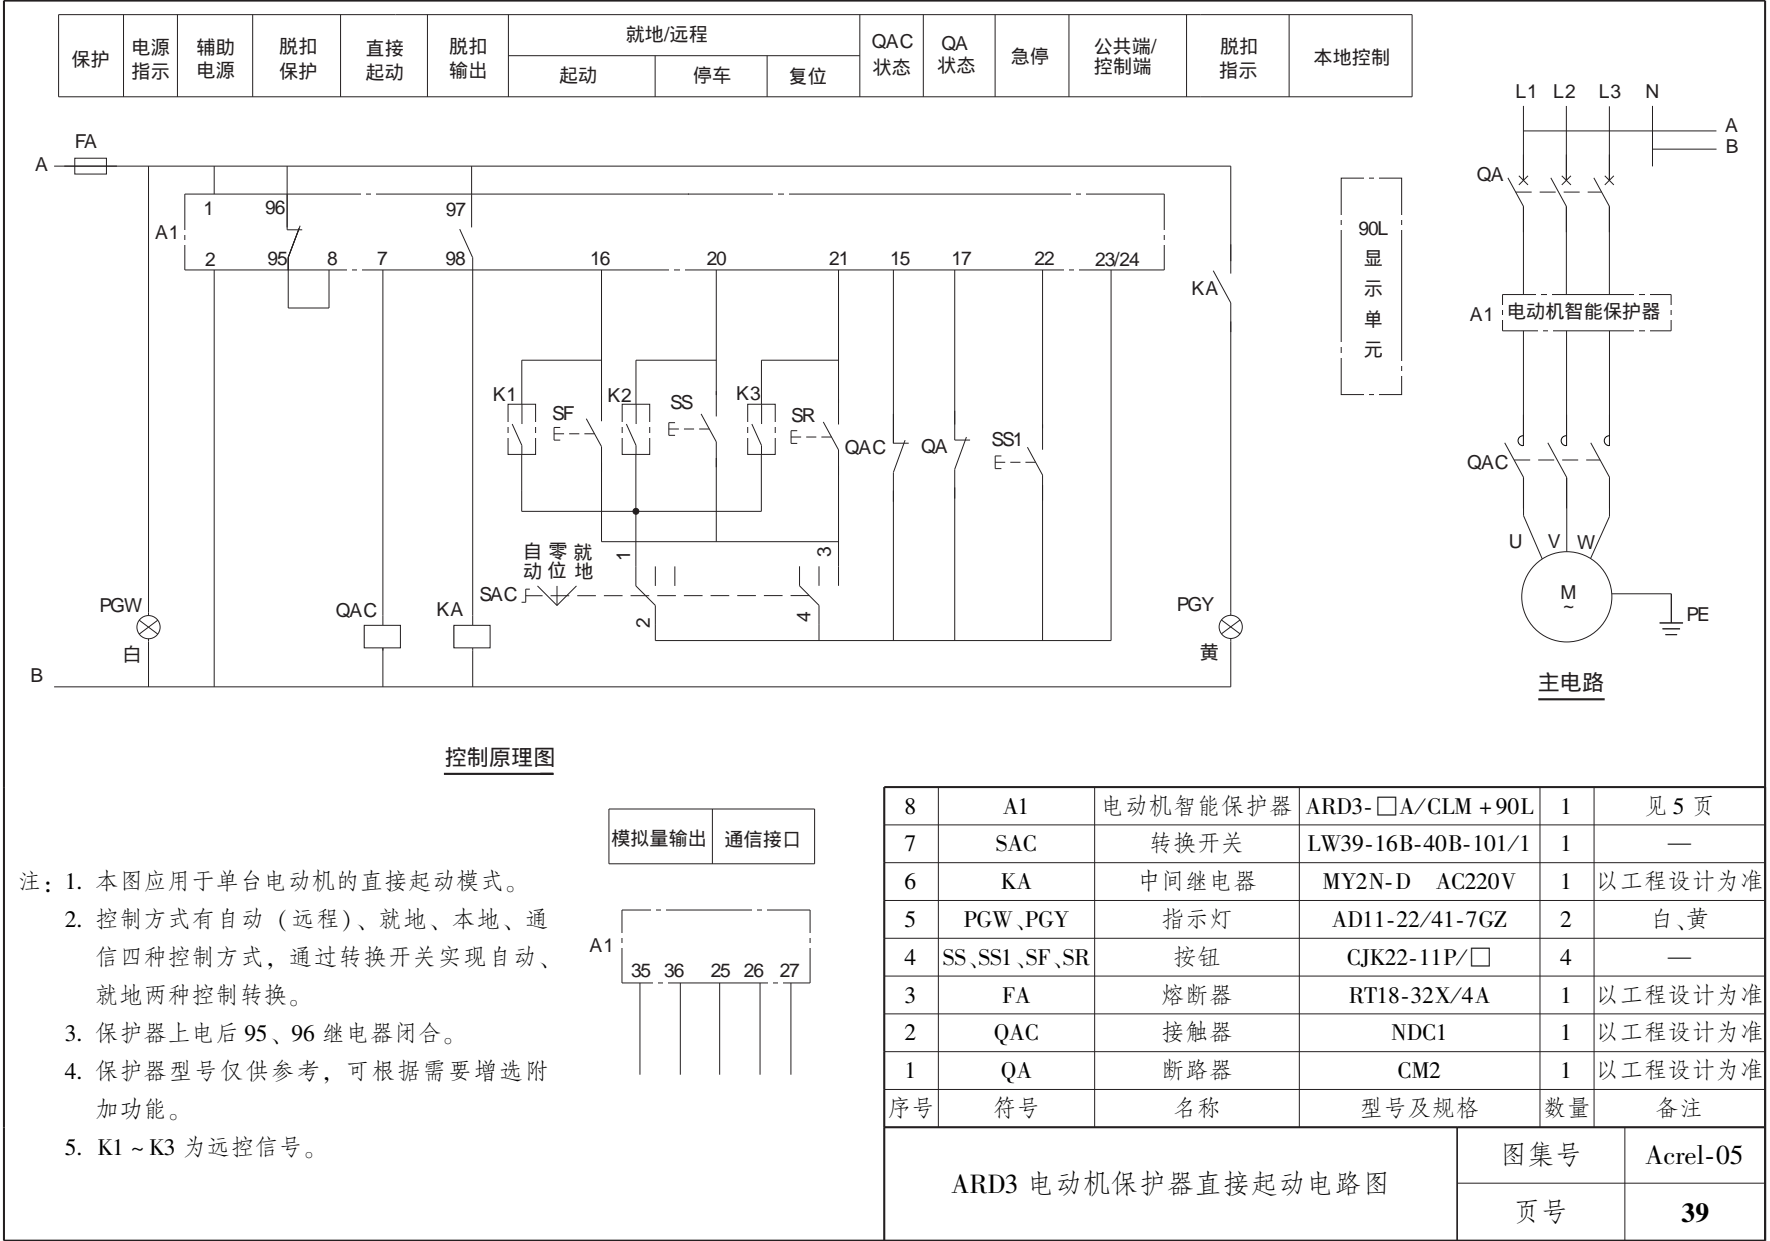 保护
电源
指示
辅助
电源
脱扣
保护
直接
起动
脱扣
输出
就地/远程
起动
停车
复位
QAC
状态
QA
状态
急停
公共端/
控制端
脱扣
指示
本地控制
FA
A
A1
1
96
97
2
95
8
7
98
16
20
21
15
17
22
23/24
KA
K1
SF
K2
SS
K3
SR
QAC
QA
SS1
自 零 就
动 位 地
SAC
1
2
3
4
PGW
白
QAC
KA
PGY
黄
B
控制原理图
90L
显
示
单
元
L1 L2 L3 N
A
B
QA
A1
电动机智能保护器
QAC
U V W
M
~
PE
主电路
模拟量输出 通信接口
A1
35 36 25 26 27
注：1. 本图应用于单台电动机的直接起动模式。
2. 控制方式有自动（远程）、就地、本地、通
信四种控制方式，通过转换开关实现自动、
就地两种控制转换。
3. 保护器上电后 95、96 继电器闭合。
4. 保护器型号仅供参考，可根据需要增选附
加功能。
5. K1 ~ K3 为远控信号。
8 A1 电动机智能保护器 ARD3-□A/CLM +90L 1 见 5 页
7 SAC 转换开关 LW39-16B-40B-101/1 1 —
6 KA 中间继电器 MY2N-D AC220V 1 以工程设计为准
5 PGW、PGY 指示灯 AD11-22/41-7GZ 2 白、黄
4 SS、SS1、SF、SR 按钮 CJK22-11P/□ 4 —
3 FA 熔断器 RT18-32X/4A 1 以工程设计为准
2 QAC 接触器 NDC1 1 以工程设计为准
1 QA 断路器 CM2 1 以工程设计为准
序号 符号 名称 型号及规格 数量 备注
ARD3 电动机保护器直接起动电路图
图集号 Acrel-05
页号 39